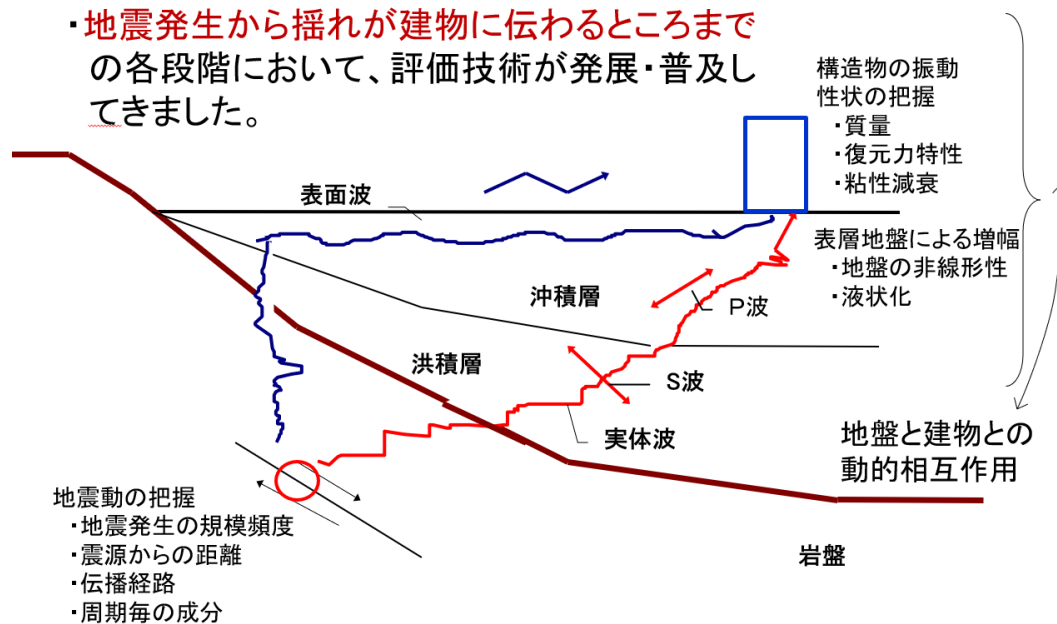 ・地震発生から揺れが建物に伝わるところまで
の各段階において、評価技術が発展・普及し
てきました。
構造物の振動
性状の把握
・質量
・復元力特性
・粘性減衰
表面波
表層地盤による増幅
・地盤の非線形性
・液状化
沖積層
P波
洪積層
S波
実体波
地盤と建物との
動的相互作用
地震動の把握
・地震発生の規模頻度
・震源からの距離
・伝播経路
・周期毎の成分
岩盤